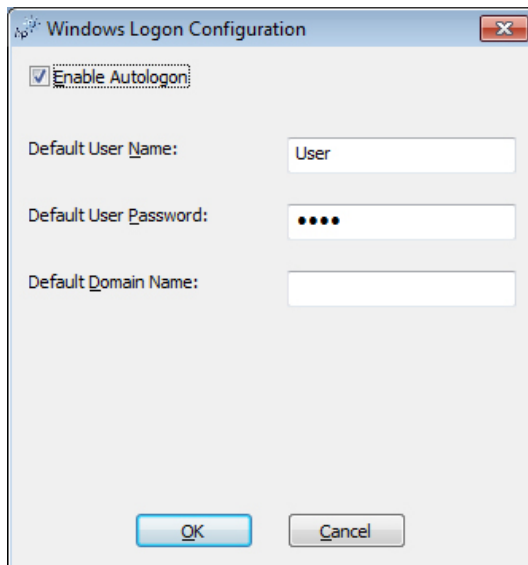 Windows Logon Configuration
Enable Autologon
Default User Name: User
Default User Password: ••••
Default Domain Name:
OK Cancel